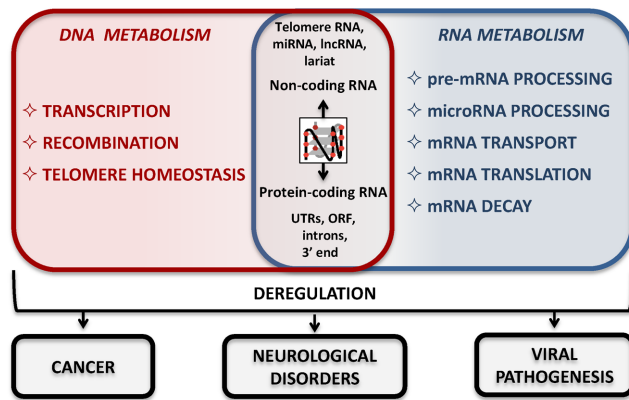 DNA METABOLISM
✧ TRANSCRIPTION
✧ RECOMBINATION
✧ TELOMERE HOMEOSTASIS
Telomere RNA,
miRNA, lncRNA,
lariat
Non-coding RNA
Protein-coding RNA
UTRs, ORF,
introns,
3' end
RNA METABOLISM
✧ pre-mRNA PROCESSING
✧ microRNA PROCESSING
✧ mRNA TRANSPORT
✧ mRNA TRANSLATION
✧ mRNA DECAY
DEREGULATION
CANCER
NEUROLOGICAL
DISORDERS
VIRAL
PATHOGENESIS